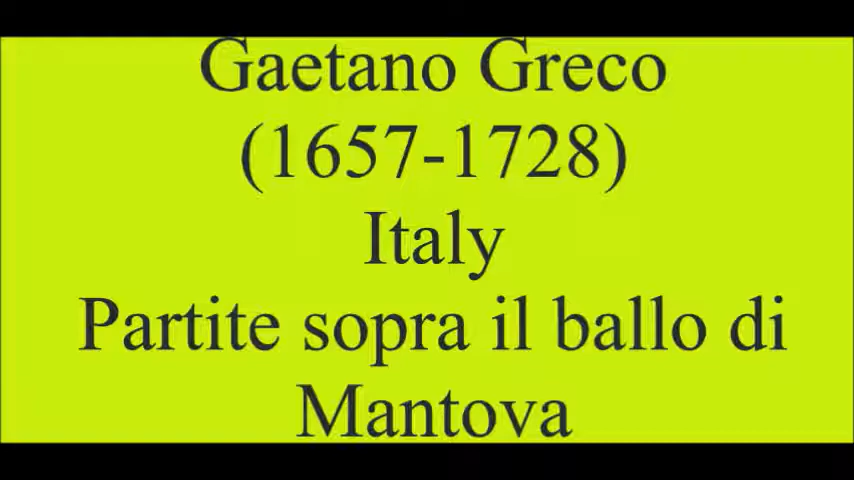 Gaetano Greco
(1657-1728)
Italy
Partite sopra il ballo di
Mantova